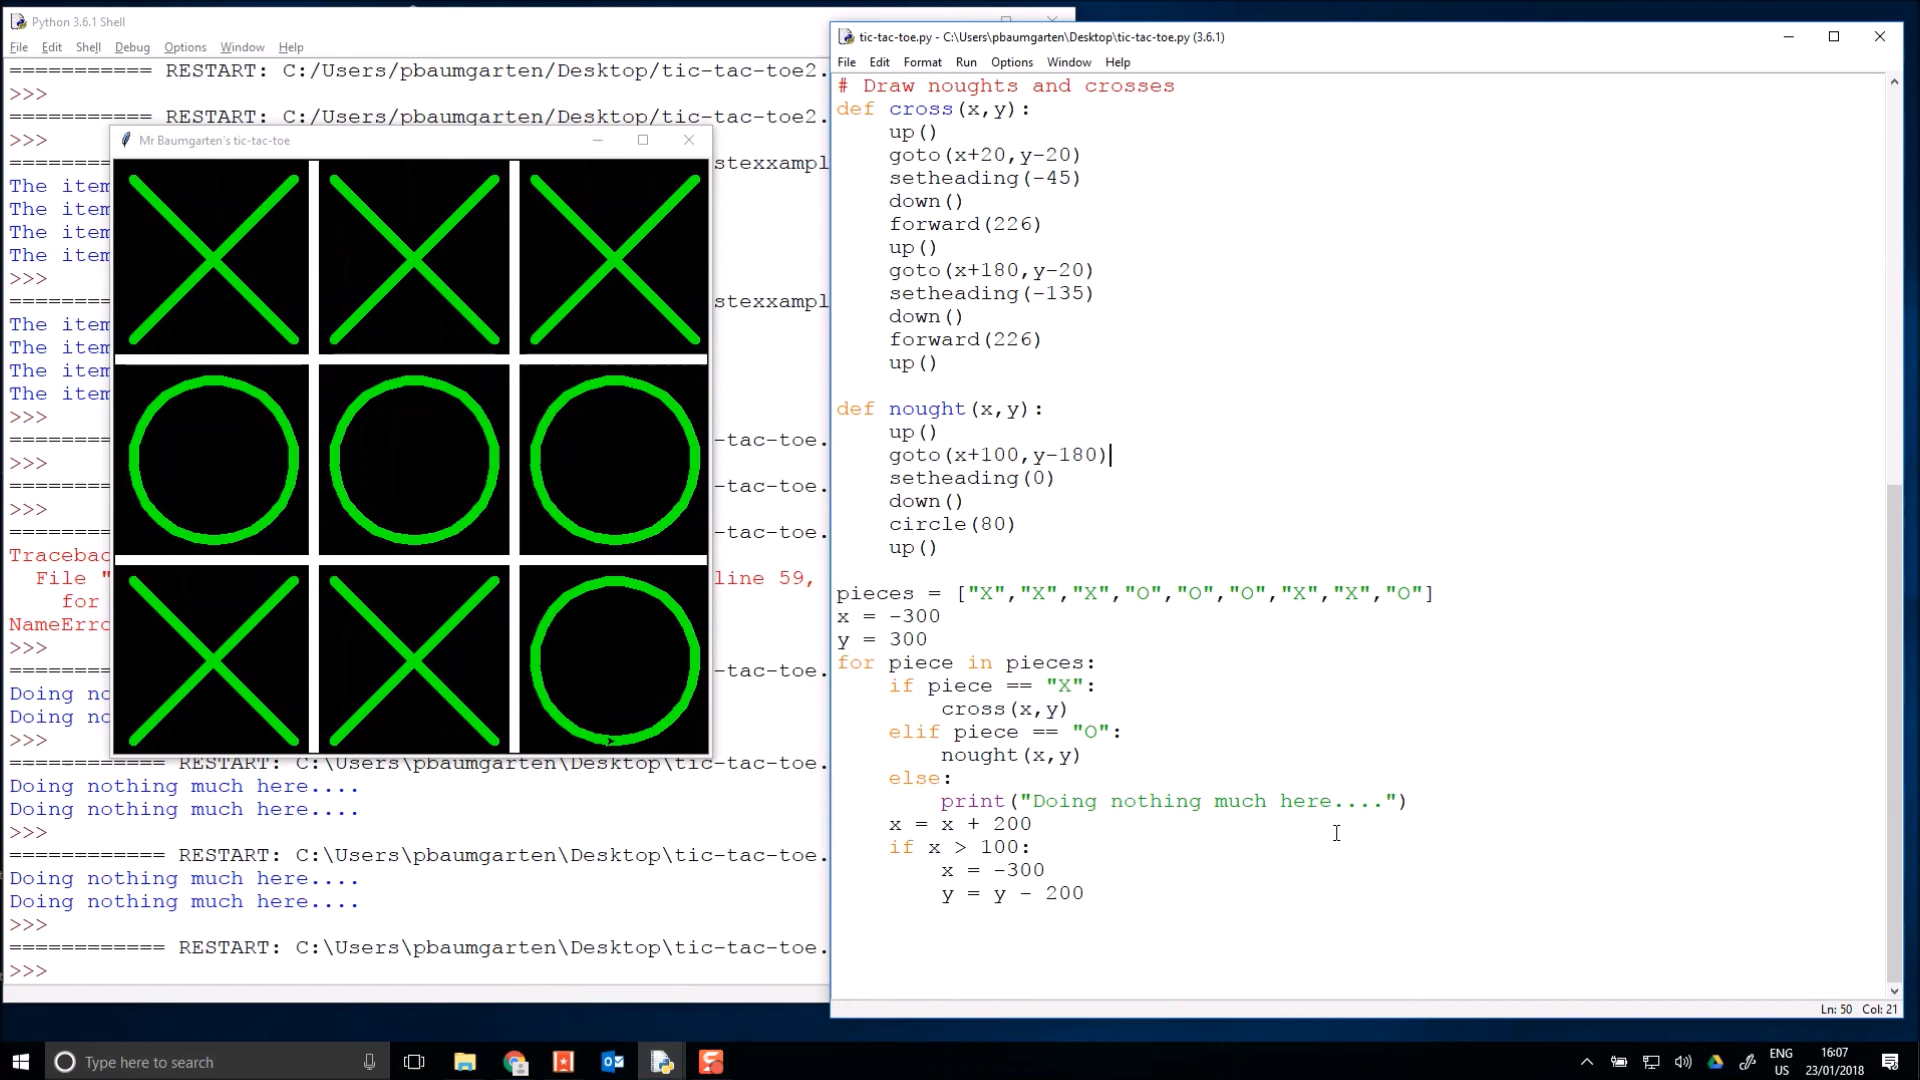 Python 3.6.1 Shell
File Edit Shell Debug Options Window Help
=========== RESTART: C:/Users/pbaumgarten/Desktop/tic-tac-toe2.
>>>
=========== RESTART: C:/Users/pbaumgarten/Desktop/tic-tac-toe2.
>>>
======== stexxampl
The item
The item
The item
The item
>>>
======== stexxampl
The item
The item
The item
The item
>>>
======== -tac-toe.
>>>
======== -tac-toe.
>>>
======== -tac-toe.
Tracebac
File " line 59,
for
NameErro
>>>
======== -tac-toe.
Doing no
Doing no
>>>
============ RESTART: C:\Users\pbaumgarten\Desktop\tic-tac-toe.
Doing nothing much here....
Doing nothing much here....
>>>
============ RESTART: C:\Users\pbaumgarten\Desktop\tic-tac-toe.
Doing nothing much here....
Doing nothing much here....
>>>
============ RESTART: C:\Users\pbaumgarten\Desktop\tic-tac-toe.
>>>
Mr Baumgarten's tic-tac-toe
tic-tac-toe.py - C:\Users\pbaumgarten\Desktop\tic-tac-toe.py (3.6.1)
File Edit Format Run Options Window Help
# Draw noughts and crosses
def cross(x,y):
    up()
    goto(x+20,y-20)
    setheading(-45)
    down()
    forward(226)
    up()
    goto(x+180,y-20)
    setheading(-135)
    down()
    forward(226)
    up()
def nought(x,y):
    up()
    goto(x+100,y-180)
    setheading(0)
    down()
    circle(80)
    up()
pieces = ["X","X","X","O","O","O","X","X","O"]
x = -300
y = 300
for piece in pieces:
    if piece == "X":
        cross(x,y)
    elif piece == "O":
        nought(x,y)
    else:
        print("Doing nothing much here....")
    x = x + 200
    if x > 100:
        x = -300
        y = y - 200
Ln: 50 Col: 21
Type here to search
ENG
US
16:07
23/01/2018